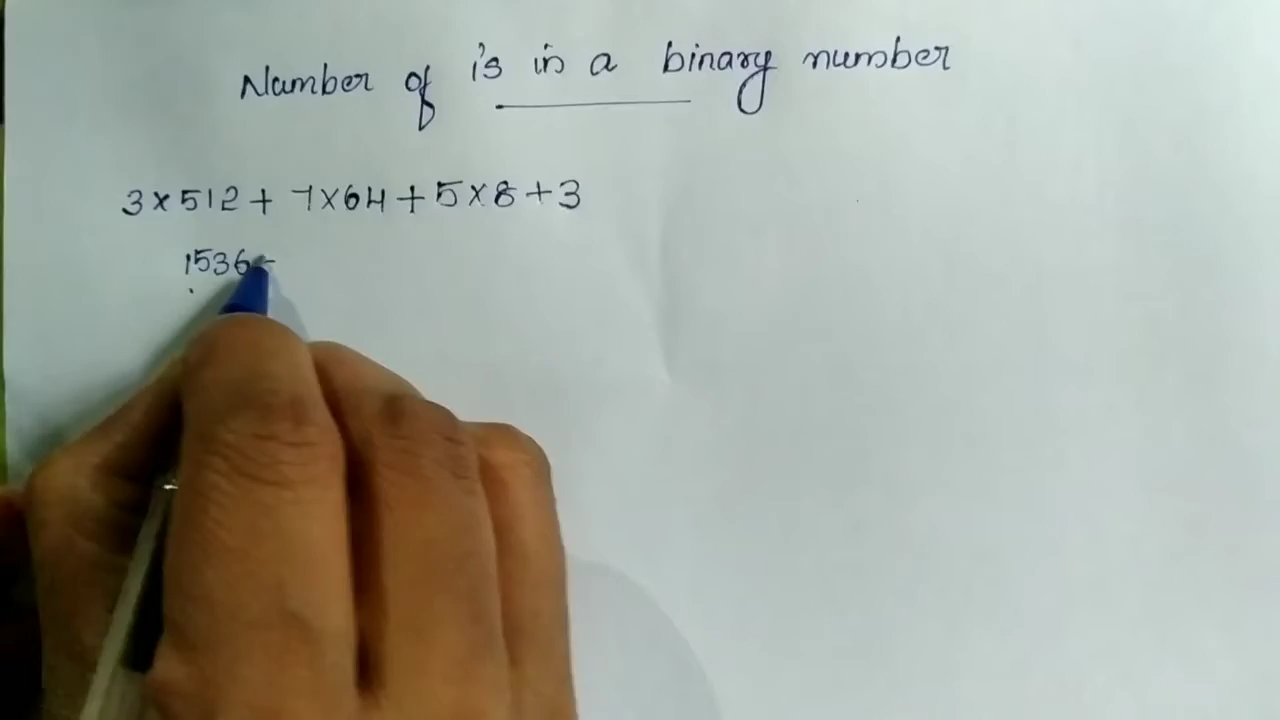 Number of 1's in a binary number
3×512+ 7×64+5×8+3
1536